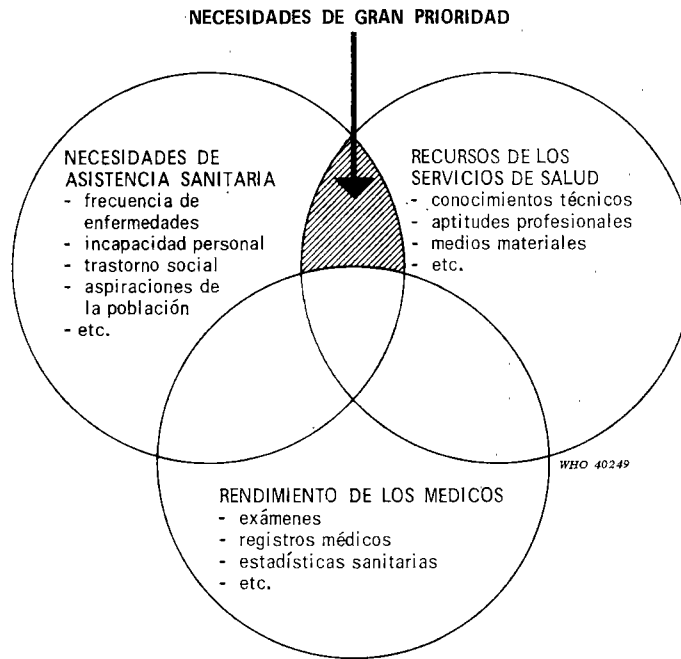 NECESIDADES DE GRAN PRIORIDAD
NECESIDADES DE
ASISTENCIA SANITARIA
- frecuencia de
enfermedades
- incapacidad personal
- trastorno social
- aspiraciones de
la población
- etc.
RECURSOS DE LOS
SERVICIOS DE SALUD
- conocimientos técnicos
- aptitudes profesionales
- medios materiales
- etc.
WHO 40249
RENDIMIENTO DE LOS MEDICOS
- exámenes
- registros médicos
- estadísticas sanitarias
- etc.